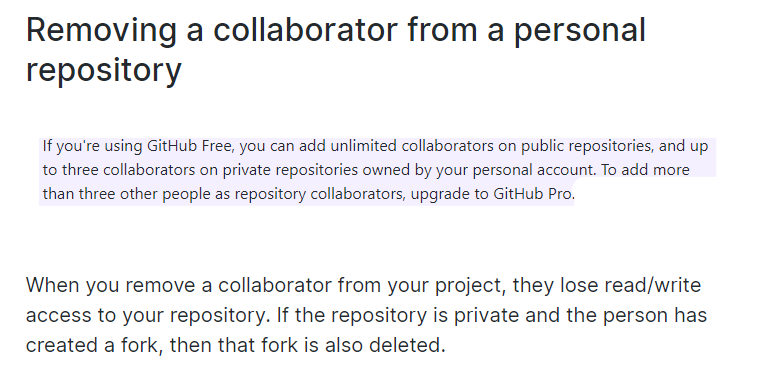 Removing a collaborator from a personal
repository
If you're using GitHub Free, you can add unlimited collaborators on public repositories, and up
to three collaborators on private repositories owned by your personal account. To add more
than three other people as repository collaborators, upgrade to GitHub Pro.
When you remove a collaborator from your project, they lose read/write
access to your repository. If the repository is private and the person has
created a fork, then that fork is also deleted.